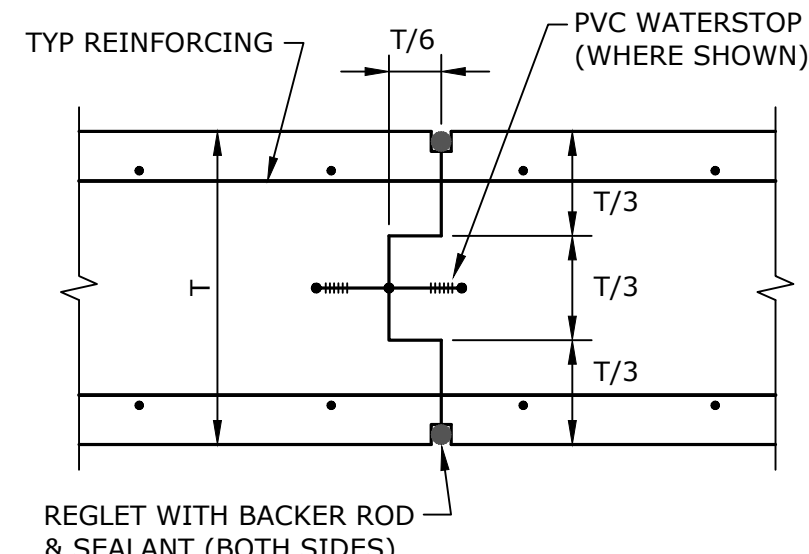 TYP REINFORCING
T/6
PVC WATERSTOP
(WHERE SHOWN)
T/3
T
T/3
T/3
REGLET WITH BACKER ROD
& SEALANT (BOTH SIDES)